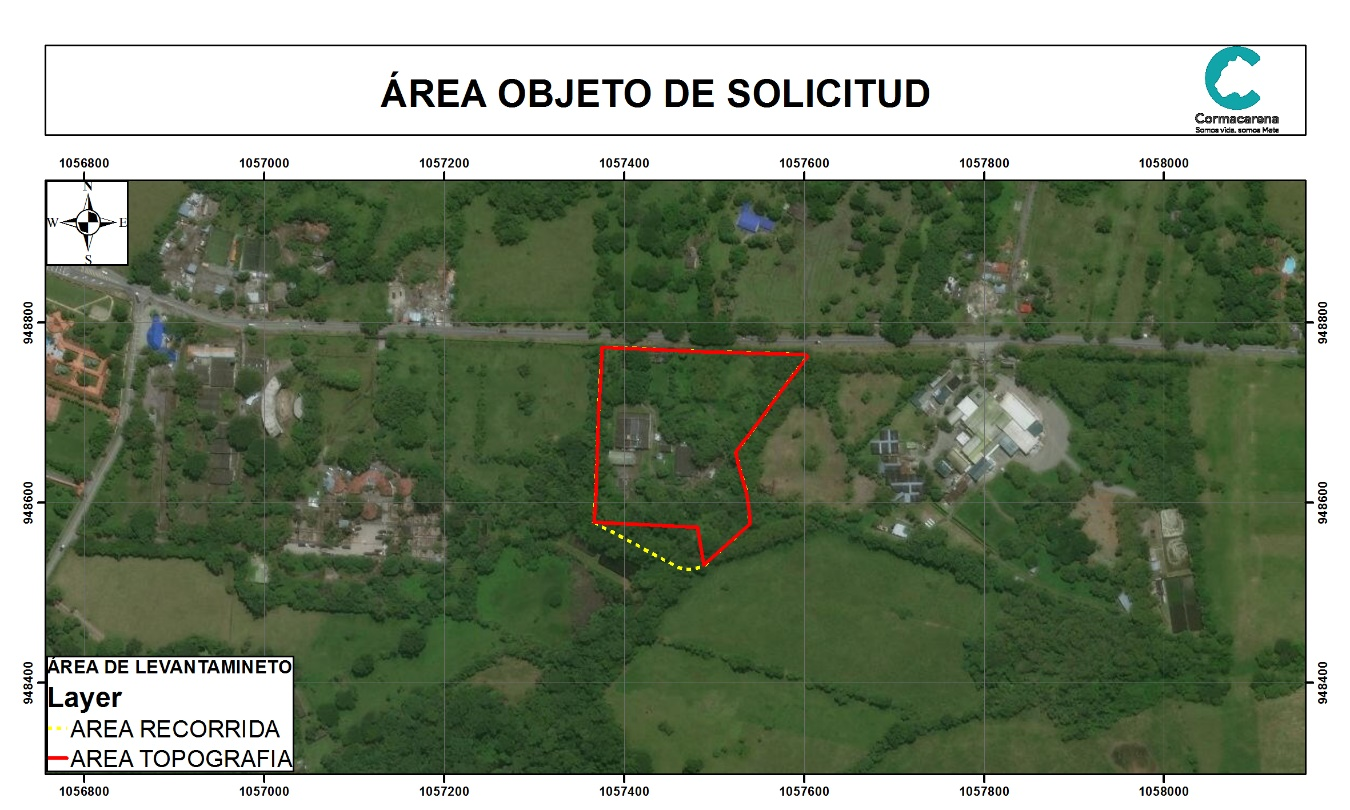 ÁREA OBJETO DE SOLICITUD
Cormacarena
Somos vida, somos Meta
1056800 1057000 1057200 1057400 1057600 1057800 1058000
N
W E
S
948800 948800
948600 948600
948400 948400
ÁREA DE LEVANTAMINETO
Layer
AREA RECORRIDA
AREA TOPOGRAFIA
1056800 1057000 1057200 1057400 1057600 1057800 1058000